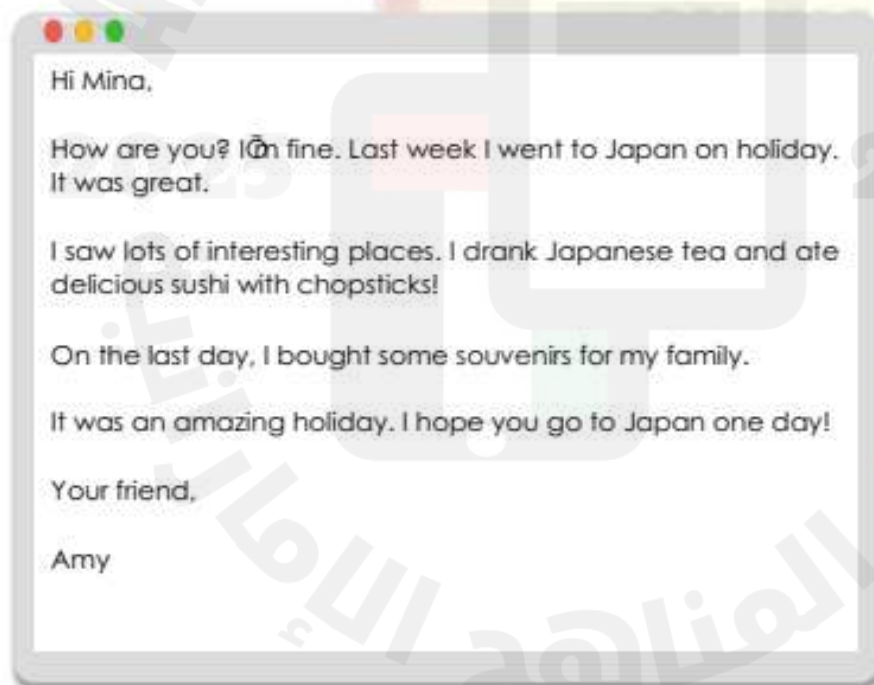 Hi Mina,
How are you? IÕm fine. Last week I went to Japan on holiday.
It was great.
I saw lots of interesting places. I drank Japanese tea and ate
delicious sushi with chopsticks!
On the last day, I bought some souvenirs for my family.
It was an amazing holiday. I hope you go to Japan one day!
Your friend,
Amy